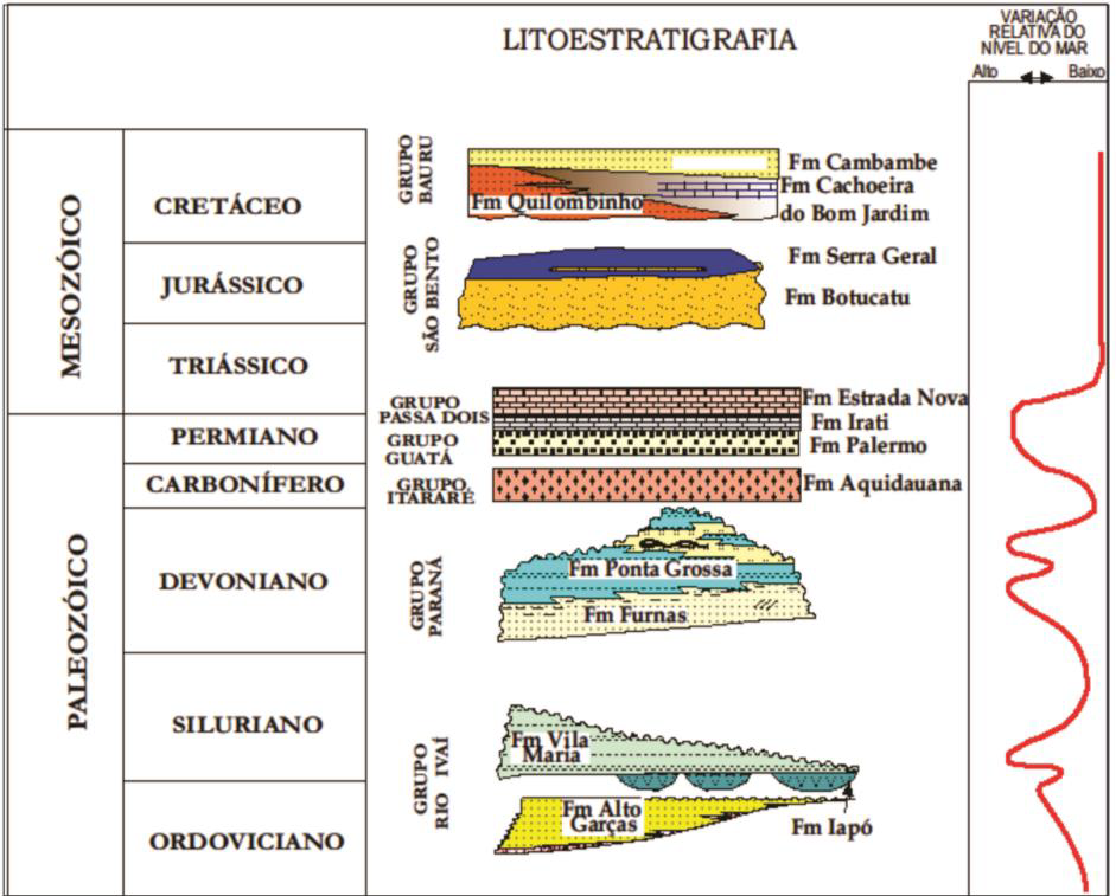 LITOESTRATIGRAFIA
VARIAÇÃO
RELATIVA DO
NÍVEL DO MAR
Alto
Baixo
MESOZÓICO
CRETÁCEO
GRUPO
BAURU
Fm Cambambe
Fm Cachoeira
do Bom Jardim
Fm Quilombinho
JURÁSSICO
GRUPO
SÃO BENTO
Fm Serra Geral
Fm Botucatu
TRIÁSSICO
PALEOZÓICO
PERMIANO
GRUPO
PASSA DOIS
Fm Estrada Nova
Fm Irati
GRUPO
GUATÁ
Fm Palermo
CARBONÍFERO
GRUPO
ITARARÉ
Fm Aquidauana
DEVONIANO
GRUPO
PARANÁ
Fm Ponta Grossa
Fm Furnas
SILURIANO
GRUPO
RIO IVAÍ
Fm Vila
Maria
ORDOVICIANO
Fm Alto
Garças
Fm Iapó